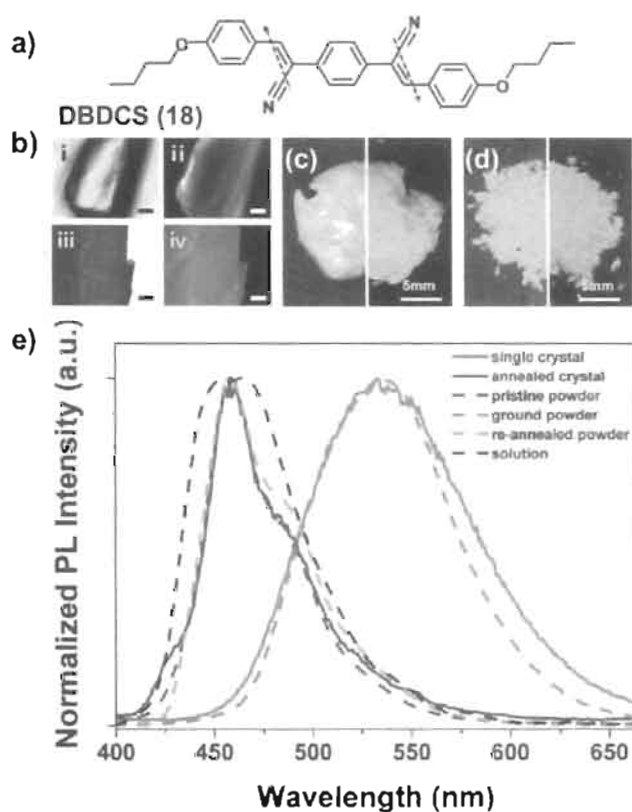 a)
O
N
N
O
DBDCS (18)
b)
i
ii
(c)
(d)
iii
iv
5mm
5mm
e)
single crystal
annealed crystal
pristine powder
ground powder
re-annealed powder
solution
Normalized PL Intensity (a.u.)
400 450 500 550 600 650
Wavelength (nm)